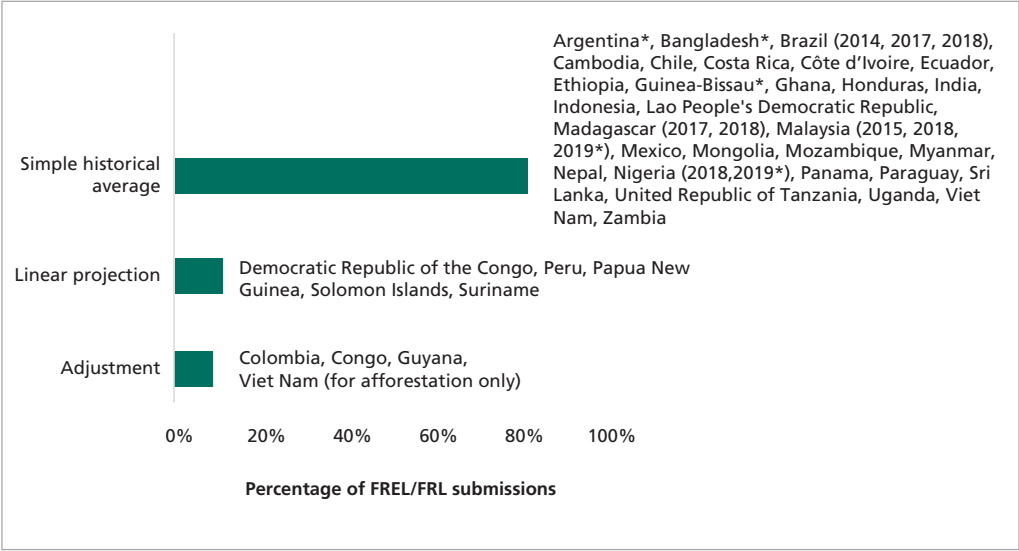 Argentina*, Bangladesh*, Brazil (2014, 2017, 2018),
Cambodia, Chile, Costa Rica, Côte d’Ivoire, Ecuador,
Ethiopia, Guinea-Bissau*, Ghana, Honduras, India,
Indonesia, Lao People's Democratic Republic,
Madagascar (2017, 2018), Malaysia (2015, 2018,
2019*), Mexico, Mongolia, Mozambique, Myanmar,
Nepal, Nigeria (2018,2019*), Panama, Paraguay, Sri
Lanka, United Republic of Tanzania, Uganda, Viet
Nam, Zambia
Simple historical
average
Linear projection
Democratic Republic of the Congo, Peru, Papua New
Guinea, Solomon Islands, Suriname
Adjustment
Colombia, Congo, Guyana,
Viet Nam (for afforestation only)
0% 20% 40% 60% 80% 100%
Percentage of FREL/FRL submissions